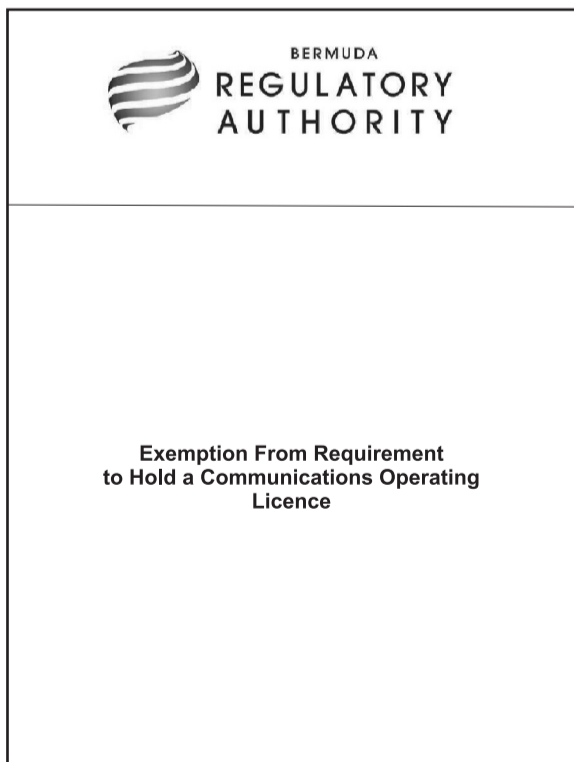 BERMUDA
REGULATORY
AUTHORITY
Exemption From Requirement
to Hold a Communications Operating
Licence